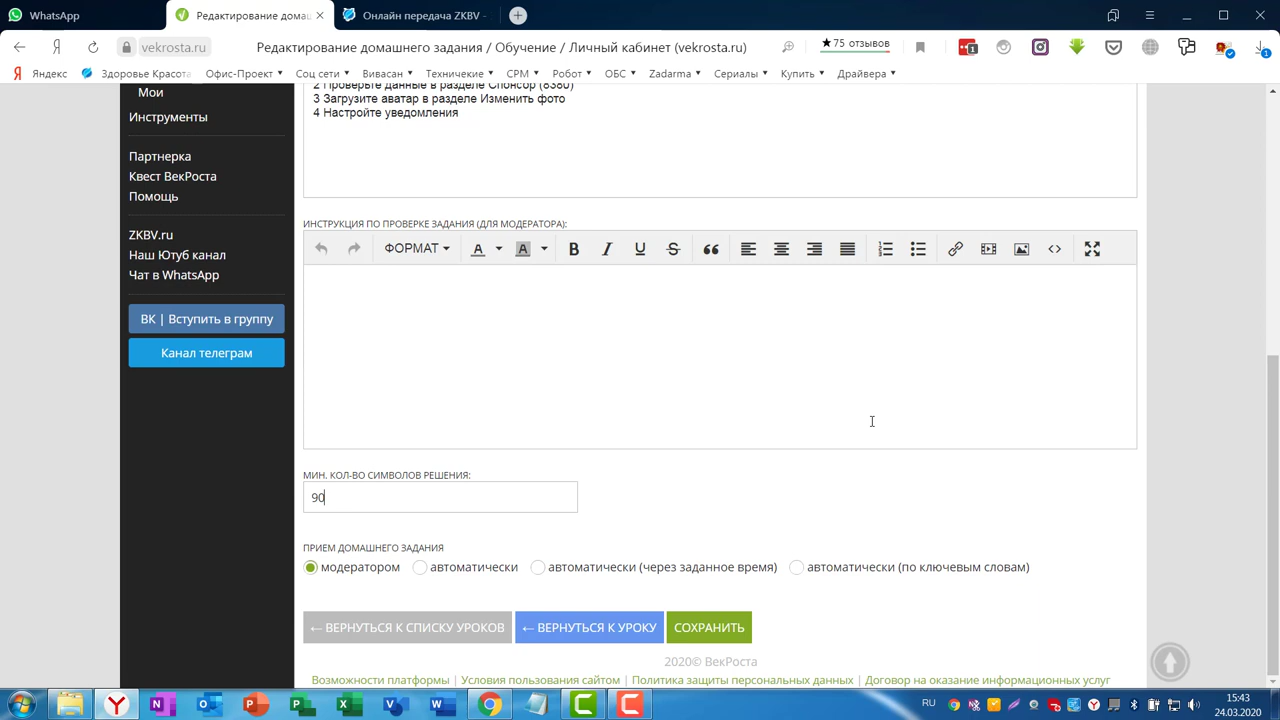 WhatsApp
Редактирование домаш
Онлайн передача ZKBV -
vekrosta.ru
Редактирование домашнего задания / Обучение / Личный кабинет (vekrosta.ru)
★75 отзывов
Яндекс
Здоровье Красота
Офис-Проект
Соц сети
Вивасан
Техничекие
СРМ
Робот
ОБС
Zadarma
Сериалы
Купить
Драйвера
Мои
Инструменты
Партнерка
Квест ВекРоста
Помощь
ZKBV.ru
Наш Ютуб канал
Чат в WhatsApp
ВК | Вступить в группу
Канал телеграм
2 Проверьте данные в разделе Спонсор (8380)
3 Загрузите аватар в разделе Изменить фото
4 Настройте уведомления
ИНСТРУКЦИЯ ПО ПРОВЕРКЕ ЗАДАНИЯ (ДЛЯ МОДЕРАТОРА):
ФОРМАТ
МИН. КОЛ-ВО СИМВОЛОВ РЕШЕНИЯ:
90
ПРИЕМ ДОМАШНЕГО ЗАДАНИЯ
модератором автоматически автоматически (через заданное время) автоматически (по ключевым словам)
← ВЕРНУТЬСЯ К СПИСКУ УРОКОВ ← ВЕРНУТЬСЯ К УРОКУ СОХРАНИТЬ
2020© ВекРоста
Возможности платформы | Условия пользования сайтом | Политика защиты персональных данных | Договор на оказание информационных услуг
RU
15:43
24.03.2020